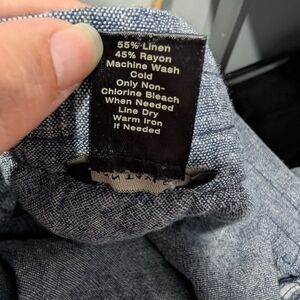 55% Linen
45% Rayon
Machine Wash
Cold
Only Non-
Chlorine Bleach
When Needed
Line Dry
Warm Iron
If Needed